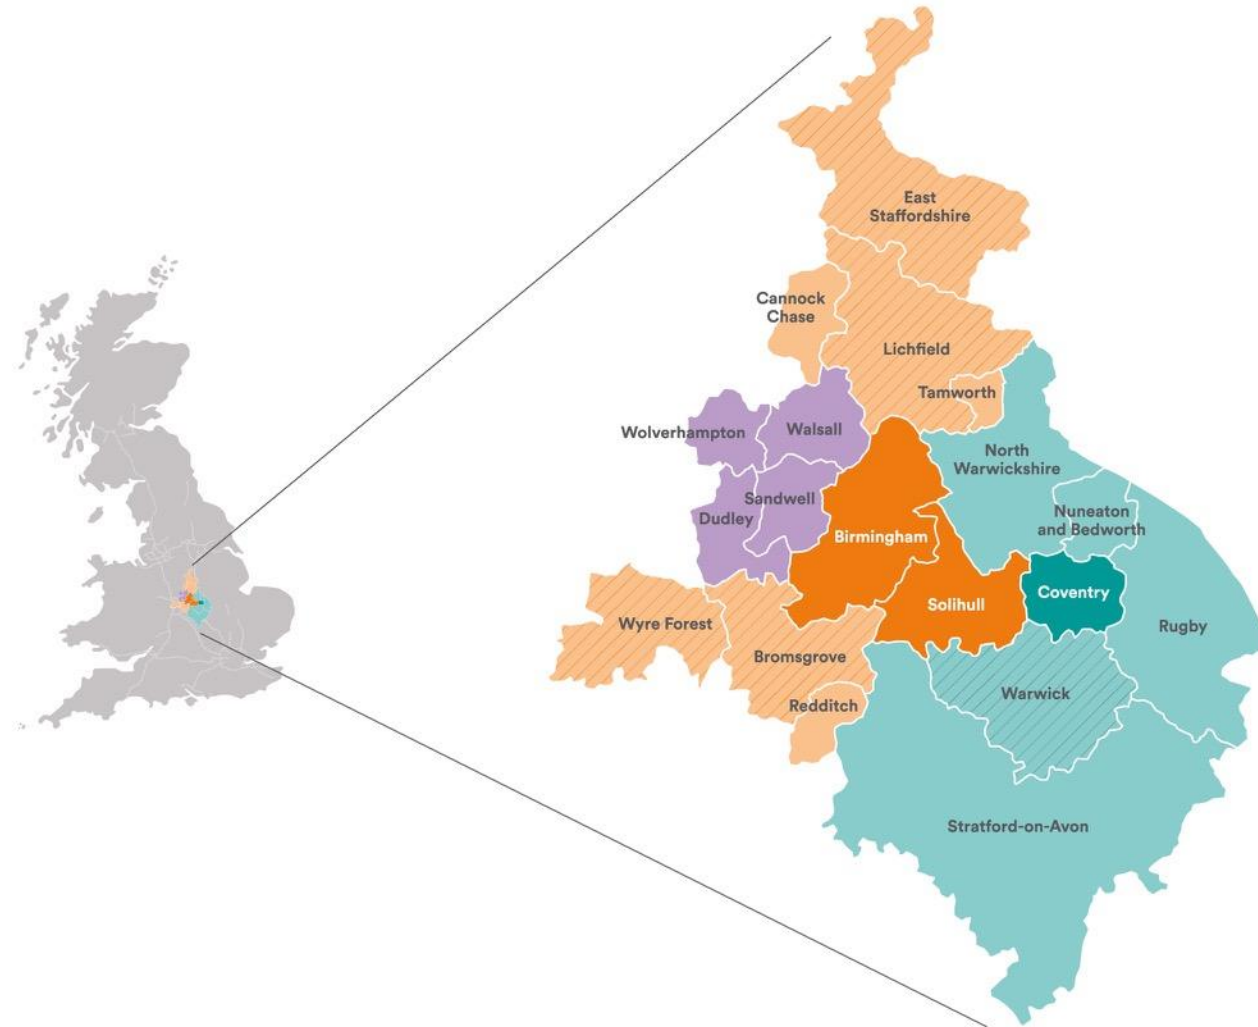 East
Staffordshire
Cannock
Chase
Lichfield
Tamworth
Wolverhampton
Walsall
North
Warwickshire
Sandwell
Dudley
Nuneaton
and Bedworth
Birmingham
Coventry
Solihull
Wyre Forest
Rugby
Bromsgrove
Warwick
Redditch
Stratford-on-Avon